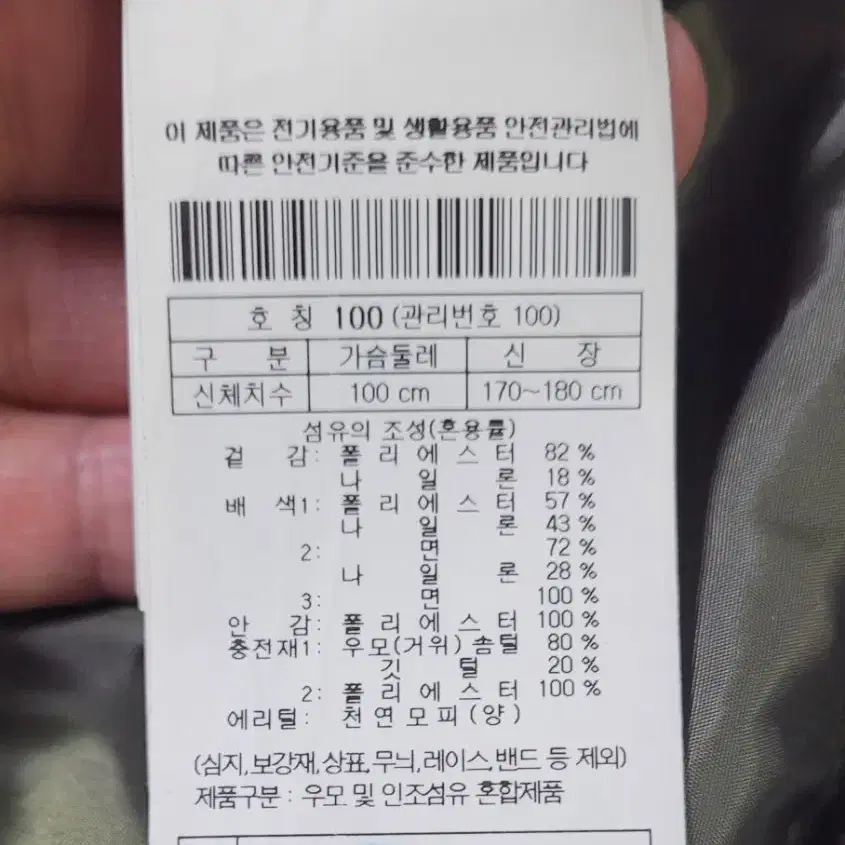 이 제품은 전기용품 및 생활용품 안전관리법에
따른 안전기준을 준수한 제품입니다
호 칭 100 (관리번호 100)
구 분 가슴둘레 신 장
신체치수 100 cm 170~180 cm
섬유의 조성(혼용률)
겉 감: 폴 리 에 스 터 82 %
나 일 론 18 %
배 색1: 폴 리 에 스 터 57 %
나 일 론 43 %
2: 면 72 %
나 일 론 28 %
3: 면 100 %
안 감: 폴 리 에 스 터 100 %
충전재1: 우모(거위) 솜털 80 %
깃 털 20 %
2: 폴 리 에 스 터 100 %
에리털: 천 연 모 피 (양)
(심지,보강재,상표,무늬,레이스,밴드 등 제외)
제품구분 : 우모 및 인조섬유 혼합제품